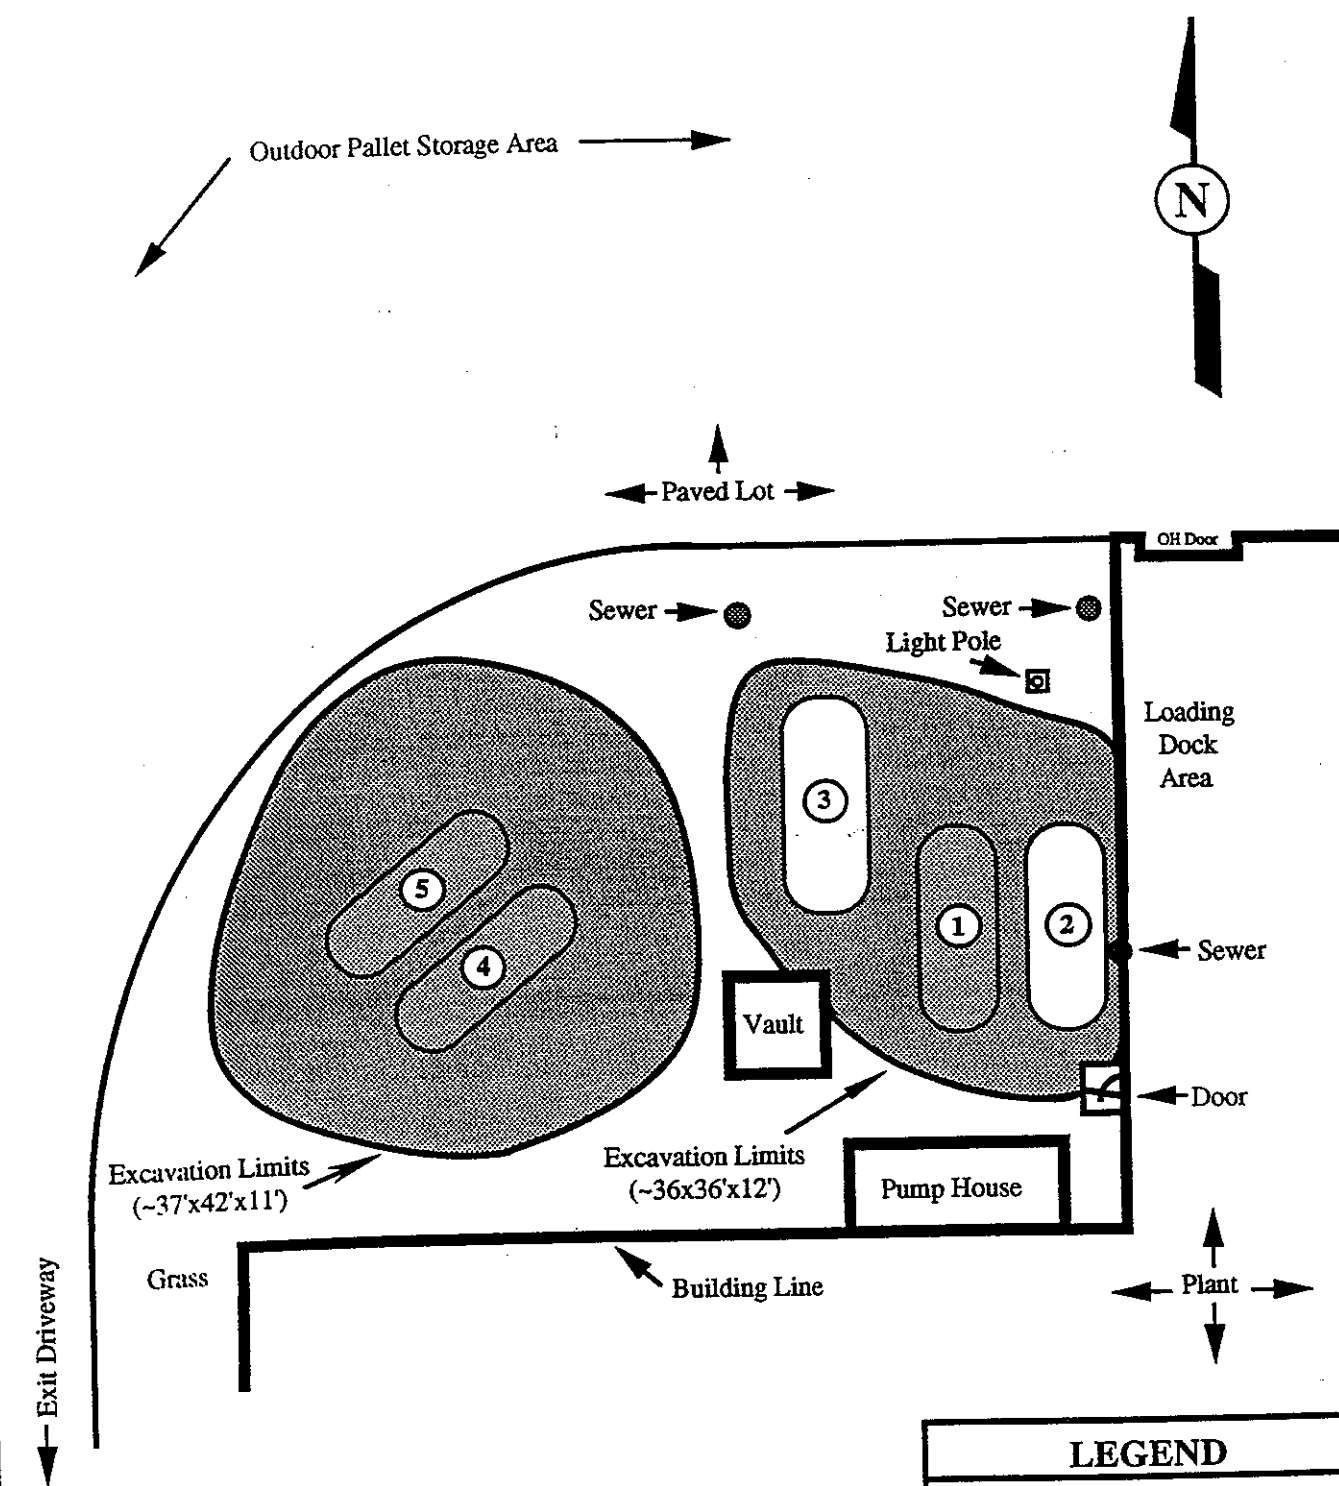 Outdoor Pallet Storage Area
N
Paved Lot
OH Door
Sewer
Sewer
Light Pole
Loading
Dock
Area
3
5
1
2
4
Sewer
Vault
Door
Excavation Limits
(~37'x42'x11')
Excavation Limits
(~36x36'x12')
Pump House
Grass
Building Line
Plant
Exit Driveway
LEGEND